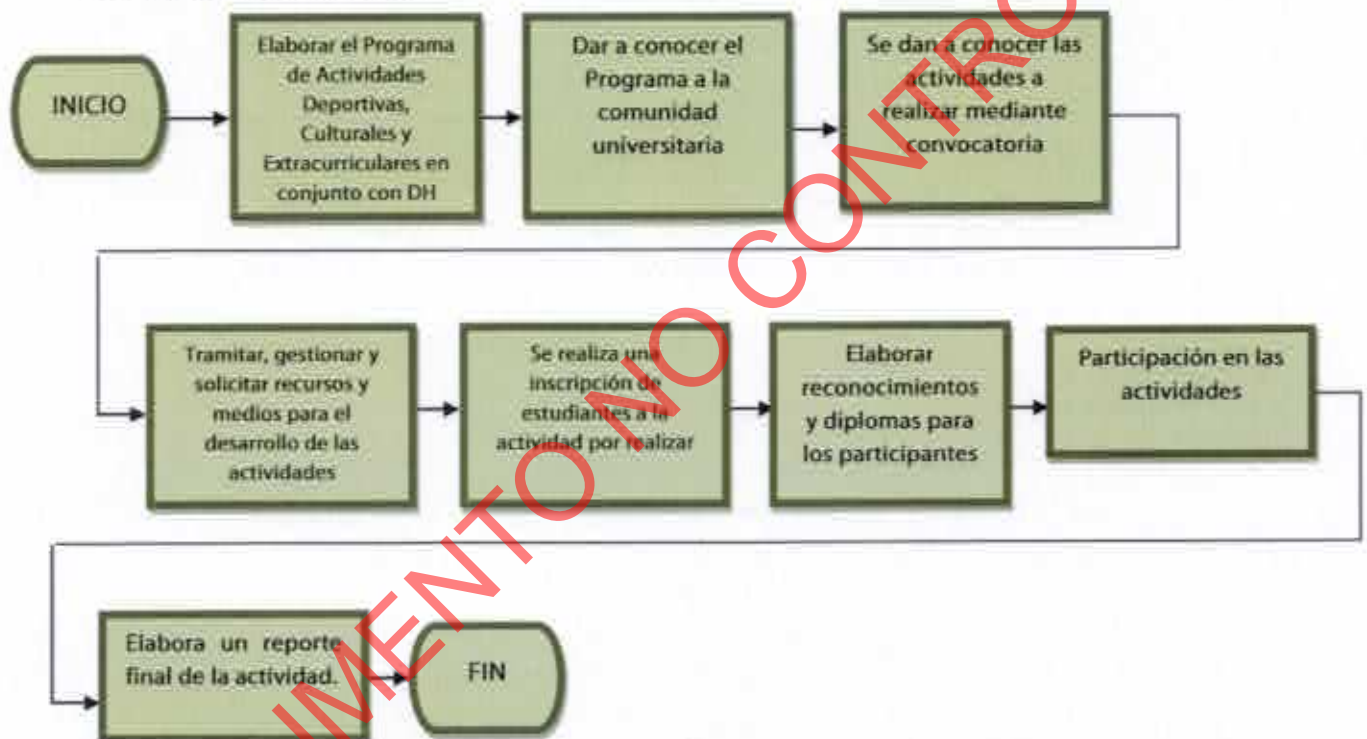 INICIO
Elaborar el Programa
de Actividades
Deportivas,
Culturales y
Extracurriculares en
conjunto con DH
Dar a conocer el
Programa a la
comunidad
universitaria
Se dan a conocer las
actividades a
realizar mediante
convocatoria
Tramitar, gestionar y
solicitar recursos y
medios para el
desarrollo de las
actividades
Se realiza una
inscripción de
estudiantes a la
actividad por realizar
Elaborar
reconocimientos
y diplomas para
los participantes
Participación en las
actividades
Elabora un reporte
final de la actividad.
FIN
IMENTO NO CONTRO